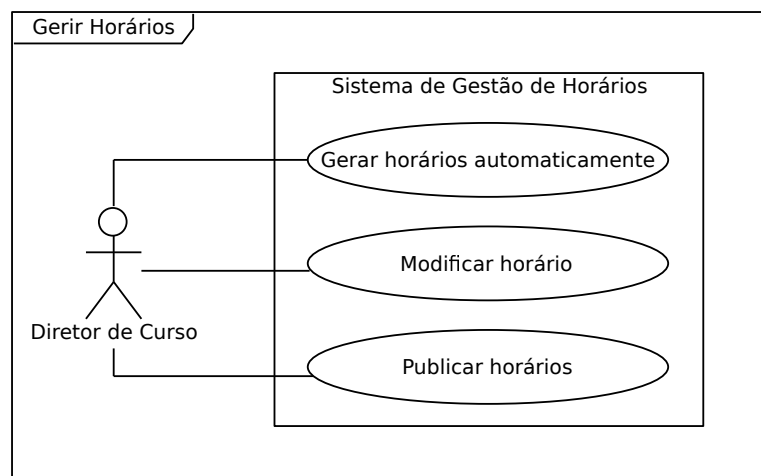 Gerir Horários
Sistema de Gestão de Horários
Gerar horários automaticamente
Modificar horário
Diretor de Curso
Publicar horários